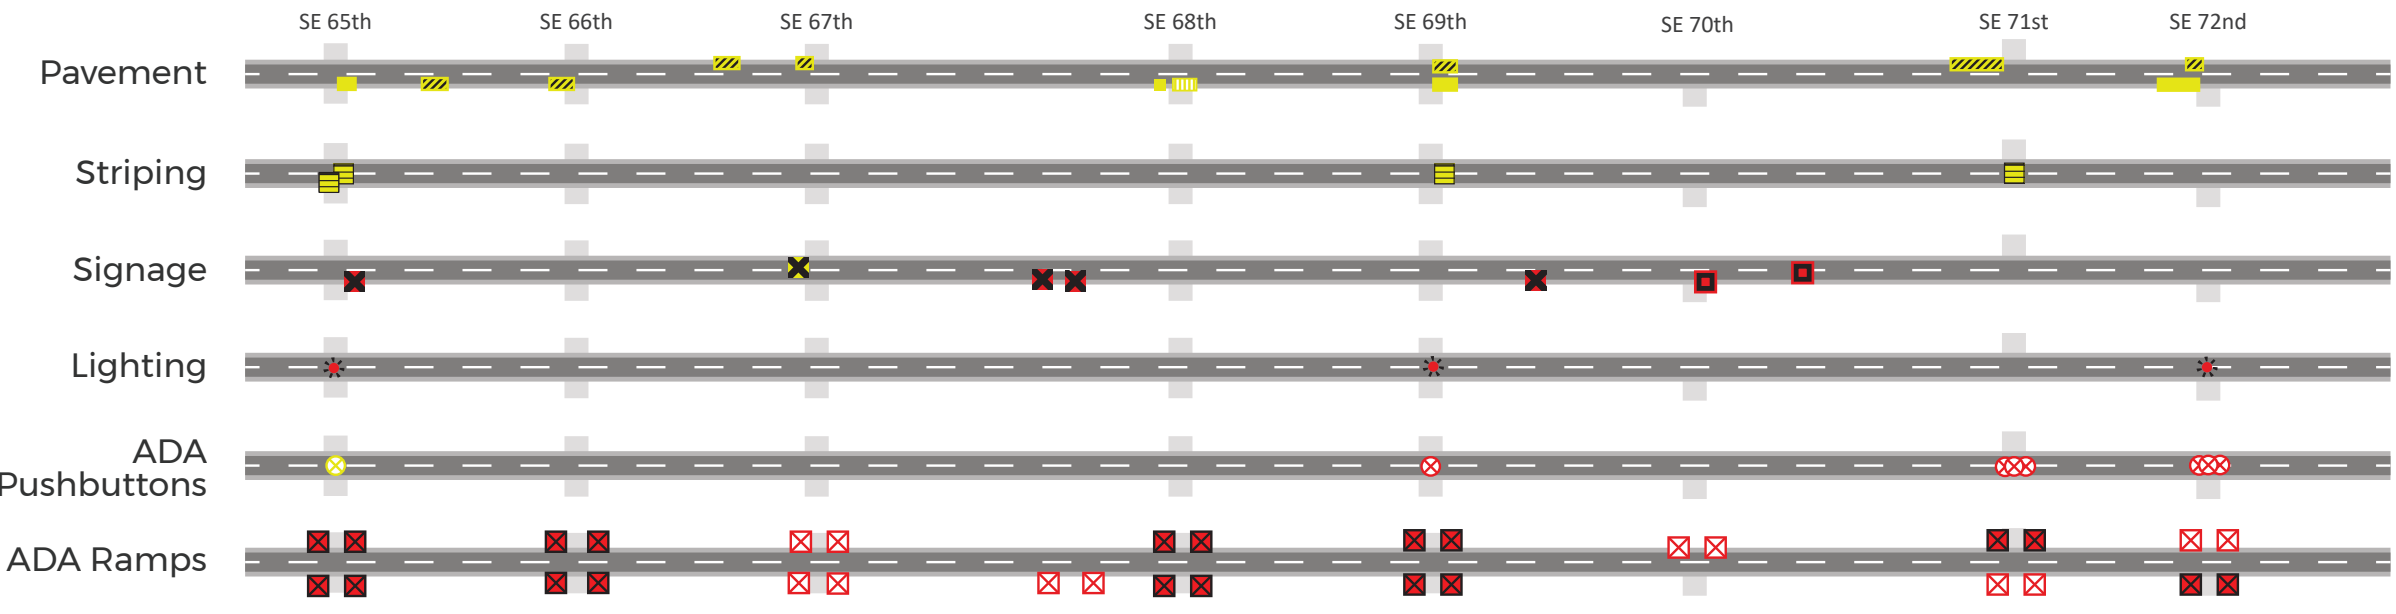 SE 65th SE 66th SE 67th SE 68th SE 69th SE 70th SE 71st SE 72nd
Pavement
Striping
Signage
Lighting
ADA
Pushbuttons
ADA Ramps